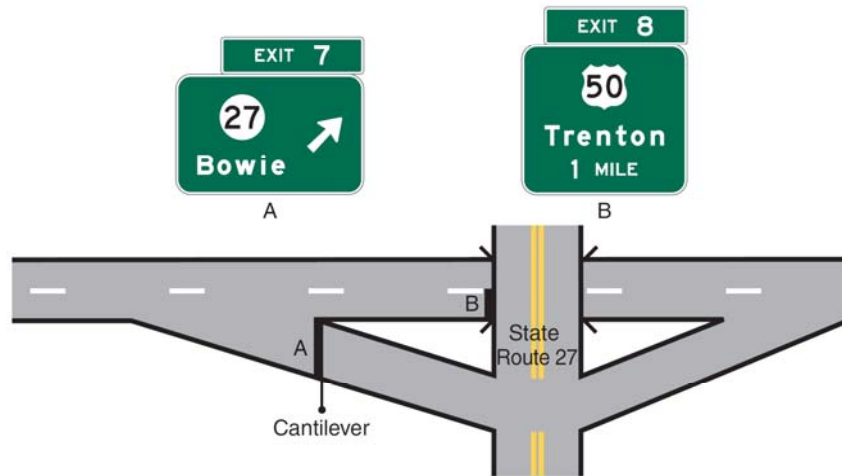 EXIT 7
27
Bowie
A
EXIT 8
50
Trenton
1 MILE
B
B
A
State
Route 27
Cantilever